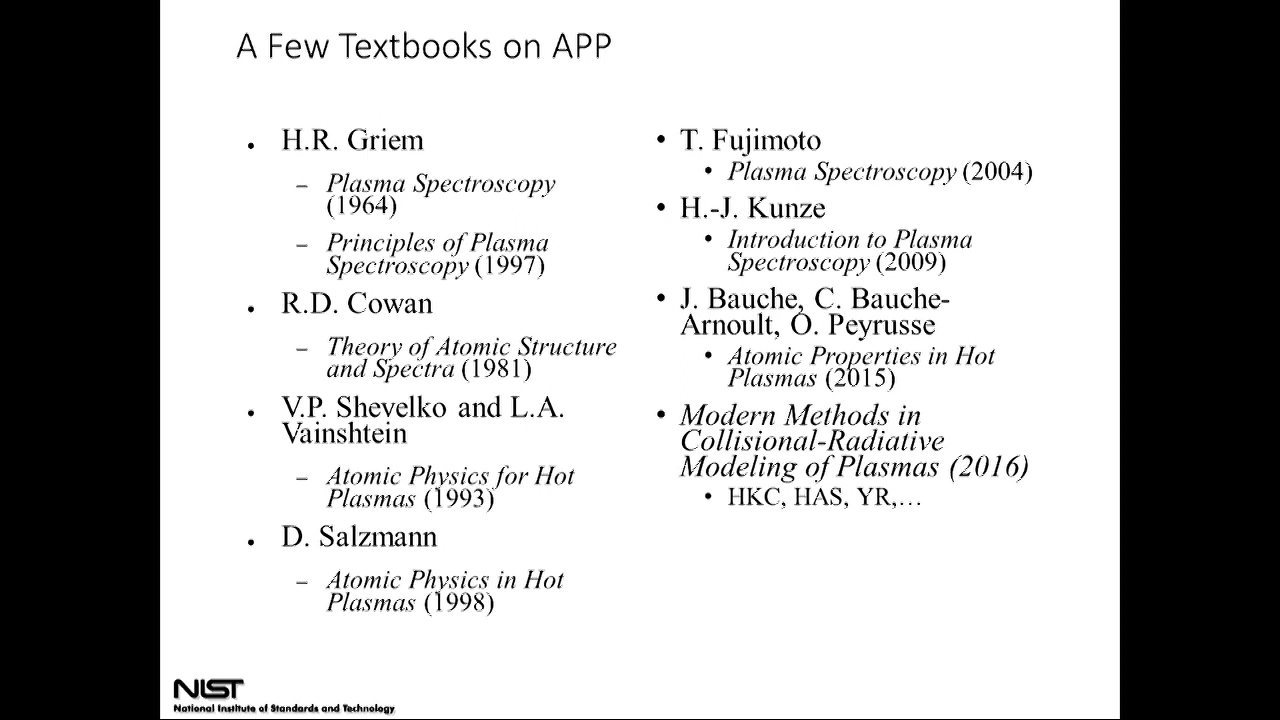 A Few Textbooks on APP
• H.R. Griem
– Plasma Spectroscopy
(1964)
– Principles of Plasma
Spectroscopy (1997)
• R.D. Cowan
– Theory of Atomic Structure
and Spectra (1981)
• V.P. Shevelko and L.A.
Vainshtein
– Atomic Physics for Hot
Plasmas (1993)
• D. Salzmann
– Atomic Physics in Hot
Plasmas (1998)
• T. Fujimoto
• Plasma Spectroscopy (2004)
• H.-J. Kunze
• Introduction to Plasma
Spectroscopy (2009)
• J. Bauche, C. Bauche-
Arnoult, O. Peyrusse
• Atomic Properties in Hot
Plasmas (2015)
• Modern Methods in
Collisional-Radiative
Modeling of Plasmas (2016)
• HKC, HAS, YR,…
NIST
National Institute of Standards and Technology